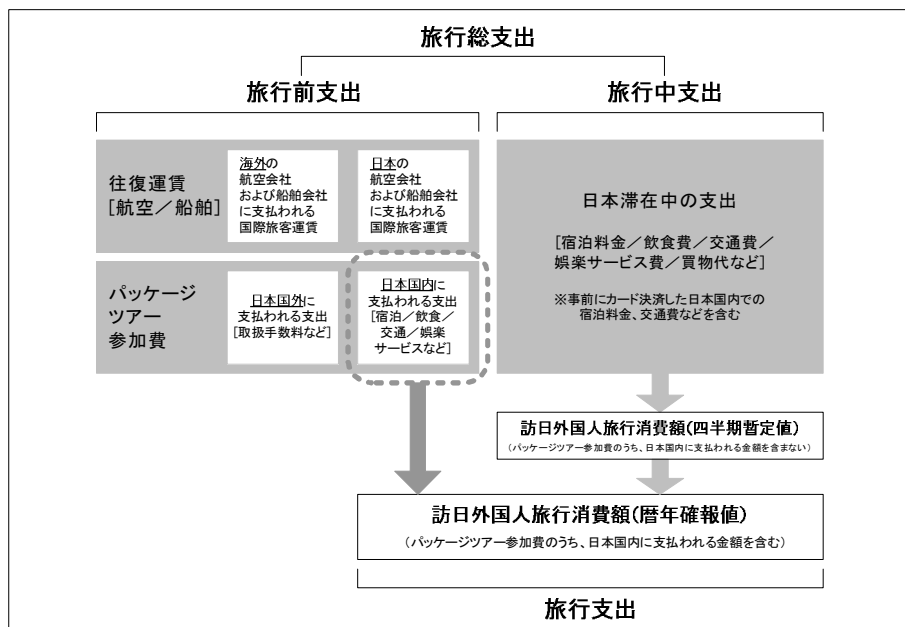 旅行総支出
旅行前支出
旅行中支出
往復運賃
[航空／船舶]
海外の
航空会社
および船舶会社
に支払われる
国際旅客運賃
日本の
航空会社
および船舶会社
に支払われる
国際旅客運賃
パッケージ
ツアー
参加費
日本国外に
支払われる支出
[取扱手数料など]
日本国内に
支払われる支出
[宿泊／飲食／
交通／娯楽
サービスなど]
日本滞在中の支出
[宿泊料金／飲食費／交通費／
娯楽サービス費／買物代など]
※事前にカード決済した日本国内での
宿泊料金、交通費などを含む
訪日外国人旅行消費額(四半期暫定値)
(パッケージツアー参加費のうち、日本国内に支払われる金額を含まない)
訪日外国人旅行消費額(暦年確報値)
(パッケージツアー参加費のうち、日本国内に支払われる金額を含む)
旅行支出